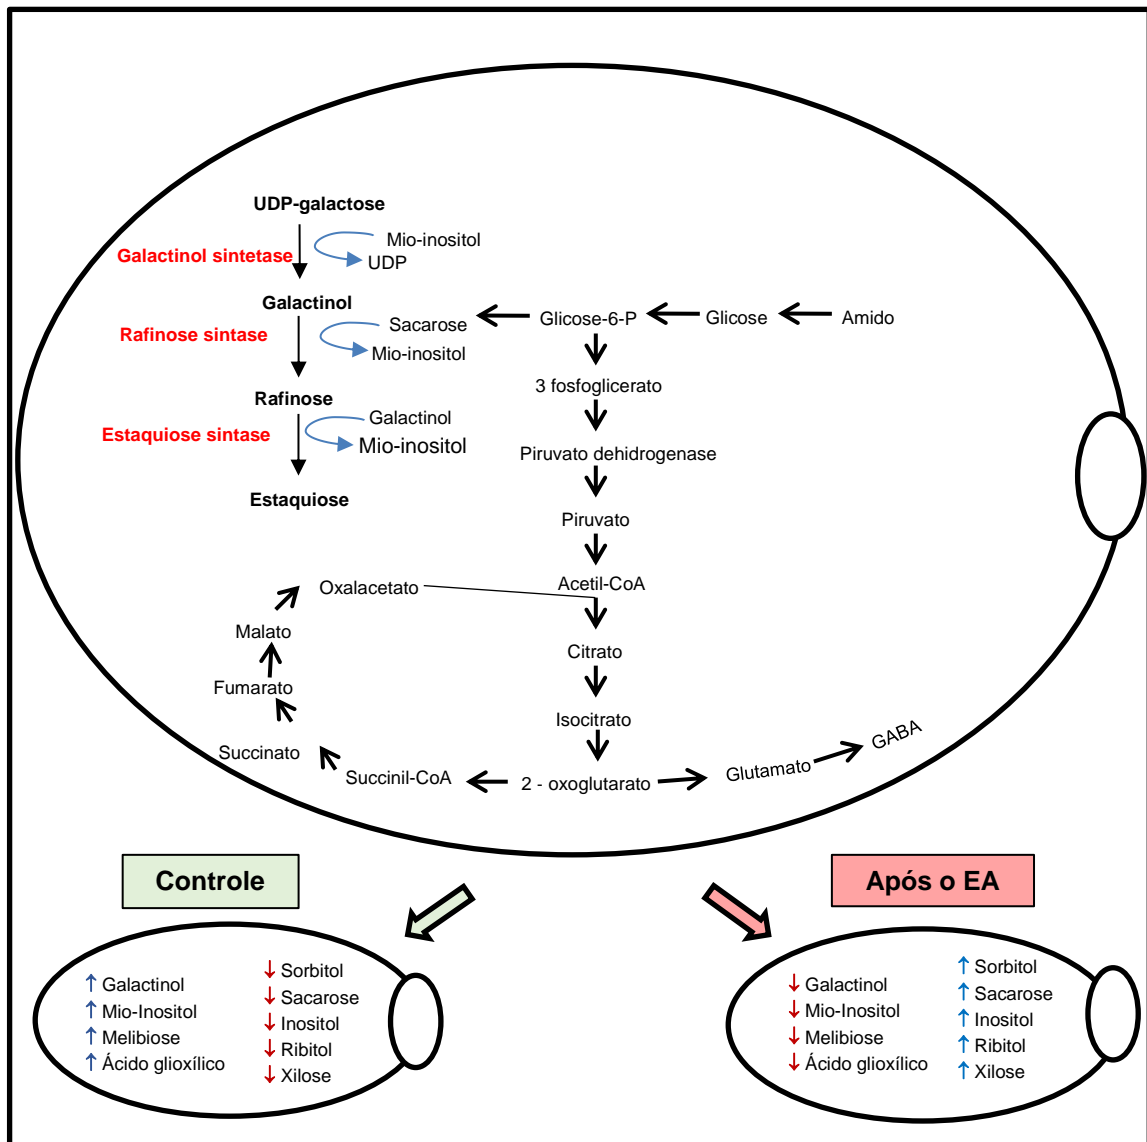 UDP-galactose
Mio-inositol
Galactinol sintetase
UDP
Galactinol
Sacarose
Glicose-6-P
Glicose
Amido
Rafinose sintase
Mio-inositol
3 fosfoglicerato
Rafinose
Galactinol
Estaquiose sintase
Mio-inositol
Piruvato dehidrogenase
Estaquiose
Piruvato
Oxalacetato
Acetil-CoA
Malato
Citrato
Fumarato
Isocitrato
Succinato
Succinil-CoA
2 - oxoglutarato
Glutamato
GABA
Controle
↑ Galactinol
↑ Mio-Inositol
↑ Melibiose
↑ Ácido glioxílico
↓ Sorbitol
↓ Sacarose
↓ Inositol
↓ Ribitol
↓ Xilose
Após o EA
↓ Galactinol
↓ Mio-Inositol
↓ Melibiose
↓ Ácido glioxílico
↑ Sorbitol
↑ Sacarose
↑ Inositol
↑ Ribitol
↑ Xilose